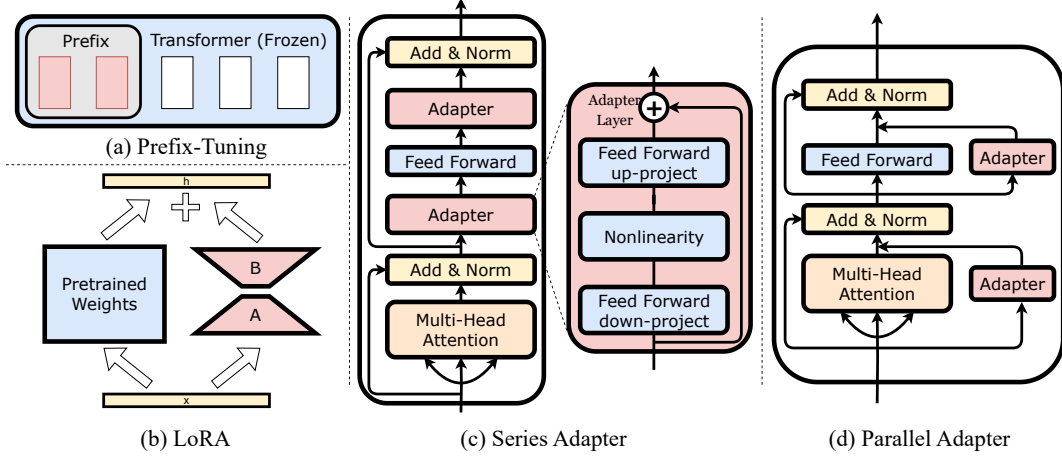 Prefix
Transformer (Frozen)
(a) Prefix-Tuning
h
Pretrained
Weights
B
A
x
(b) LoRA
Add & Norm
Adapter
Feed Forward
Adapter
Add & Norm
Multi-Head
Attention
Adapter
Layer
+
Feed Forward
up-project
Nonlinearity
Feed Forward
down-project
(c) Series Adapter
Add & Norm
Feed Forward
Adapter
Add & Norm
Multi-Head
Attention
Adapter
(d) Parallel Adapter